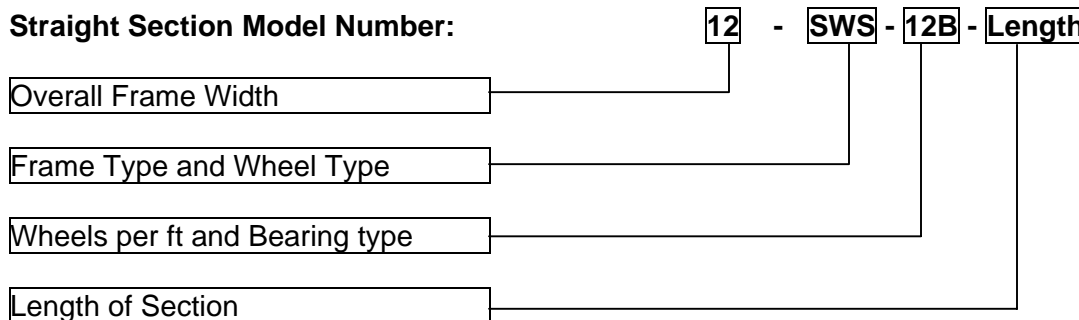 Straight Section Model Number: 12 - SWS - 12B - Length
Overall Frame Width
Frame Type and Wheel Type
Wheels per ft and Bearing type
Length of Section